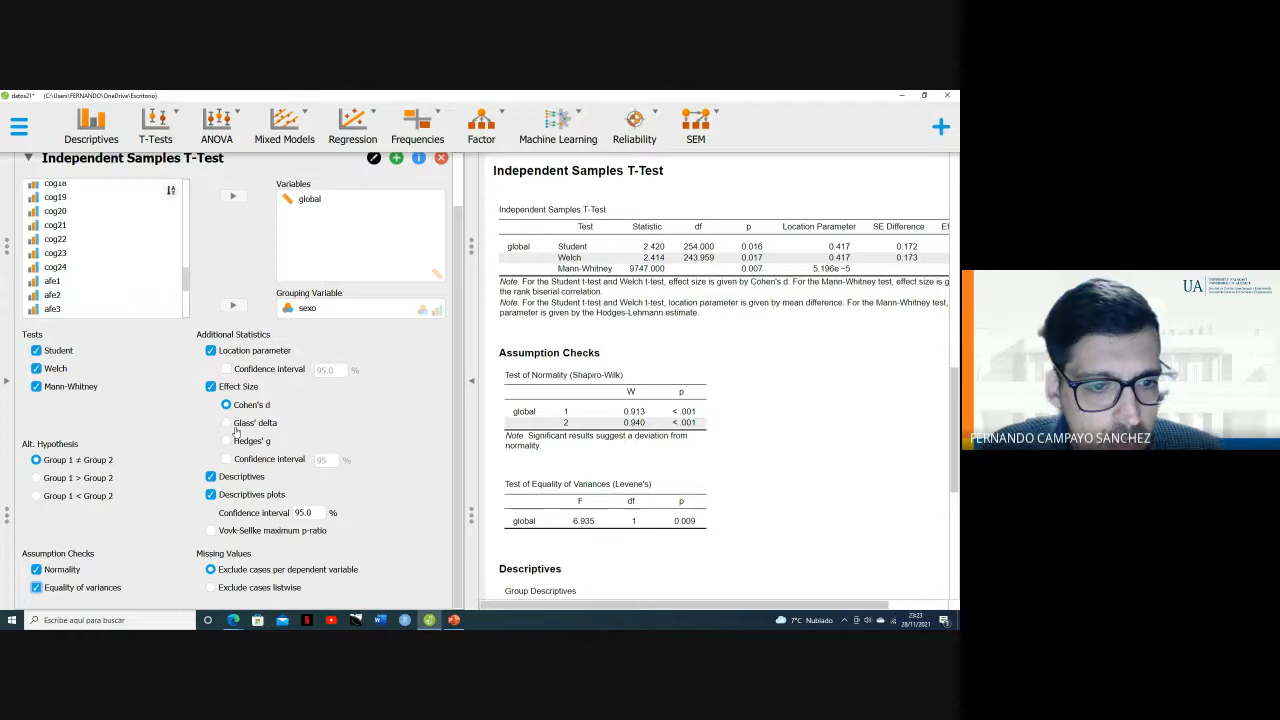 datos21* (C:\Users\FERNANDO\OneDrive\Escritorio)
Descriptives
T-Tests
ANOVA
Mixed Models
Regression
Frequencies
Factor
Machine Learning
Reliability
SEM
Independent Samples T-Test
cog18
cog19
cog20
cog21
cog22
cog23
cog24
afe1
afe2
afe3
Variables
global
Grouping Variable
sexo
Tests
Student
Welch
Mann-Whitney
Alt. Hypothesis
Group 1 ≠ Group 2
Group 1 > Group 2
Group 1 < Group 2
Assumption Checks
Normality
Equality of variances
Additional Statistics
Location parameter
Confidence interval 95.0 %
Effect Size
Cohen's d
Glass' delta
Hedges' g
Confidence interval 95 %
Descriptives
Descriptives plots
Confidence interval 95.0 %
Vovk-Sellke maximum p-ratio
Missing Values
Exclude cases per dependent variable
Exclude cases listwise
Independent Samples T-Test
Independent Samples T-Test
Test Statistic df p Location Parameter SE Difference Ef
global Student 2.420 254.000 0.016 0.417 0.172
Welch 2.414 243.959 0.017 0.417 0.173
Mann-Whitney 9747.000 0.007 5.196e −5
Note. For the Student t-test and Welch t-test, effect size is given by Cohen's d. For the Mann-Whitney test, effect size is g
the rank biserial correlation.
Note. For the Student t-test and Welch t-test, location parameter is given by mean difference. For the Mann-Whitney test,
parameter is given by the Hodges-Lehmann estimate.
Assumption Checks
Test of Normality (Shapiro-Wilk)
W p
global 1 0.913 < .001
2 0.940 < .001
Note. Significant results suggest a deviation from
normality.
Test of Equality of Variances (Levene's)
F df p
global 6.935 1 0.009
Descriptives
Group Descriptives
Escribe aquí para buscar
7°C Nublado
23:23
28/11/2021
UA
FERNANDO CAMPAYO SANCHEZ